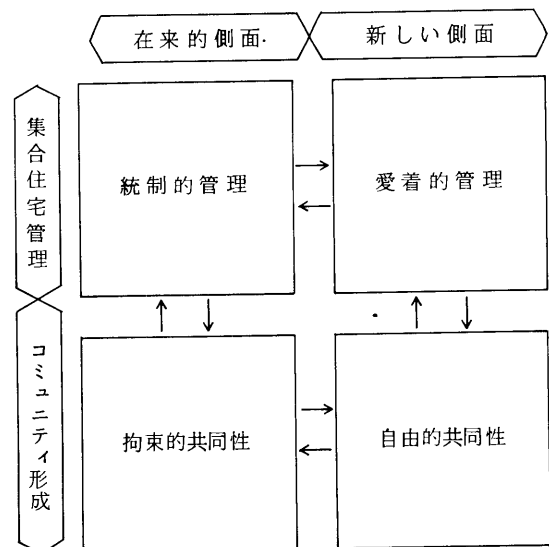 在来的側面
新しい側面
集合住宅管理
統制的管理
愛着的管理
コミュニティ形成
拘束的共同性
自由的共同性